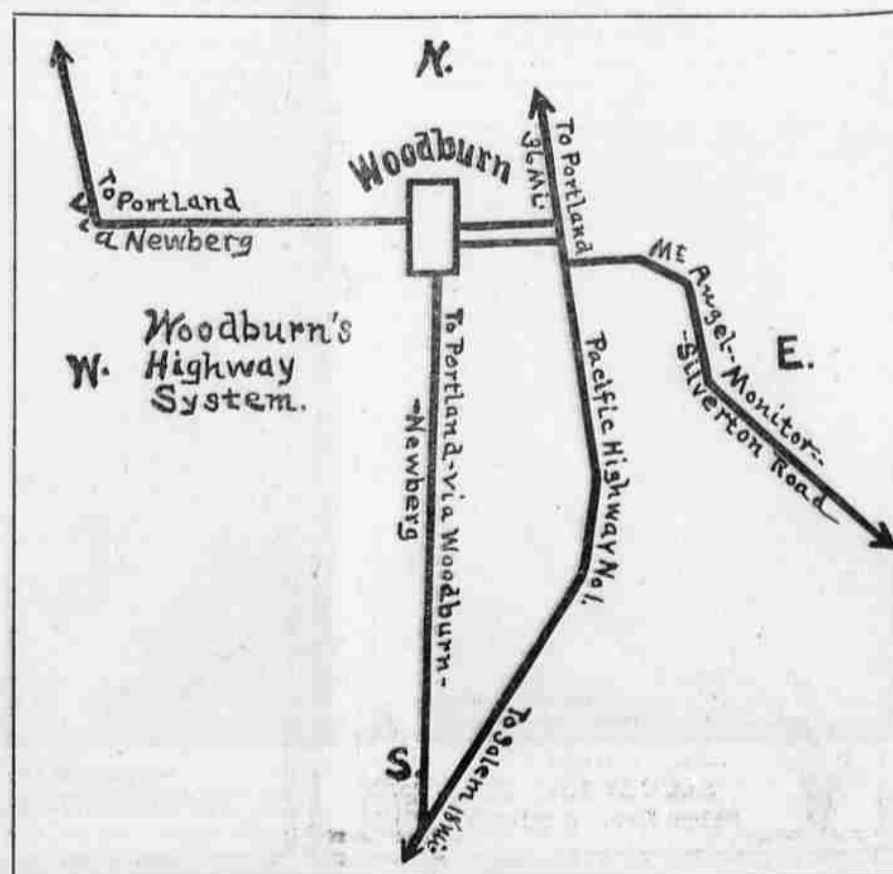 N.
Woodburn
To Portland
36 Mi.
To Portland
a Newberg
Mt Angel--Monitor--
-Silverton Road
E.
Woodburn's
W. Highway
System.
To Portland-via Woodburn-
-Newberg
Pacific Highway No 1.
S.
To Salem 18 Mi.